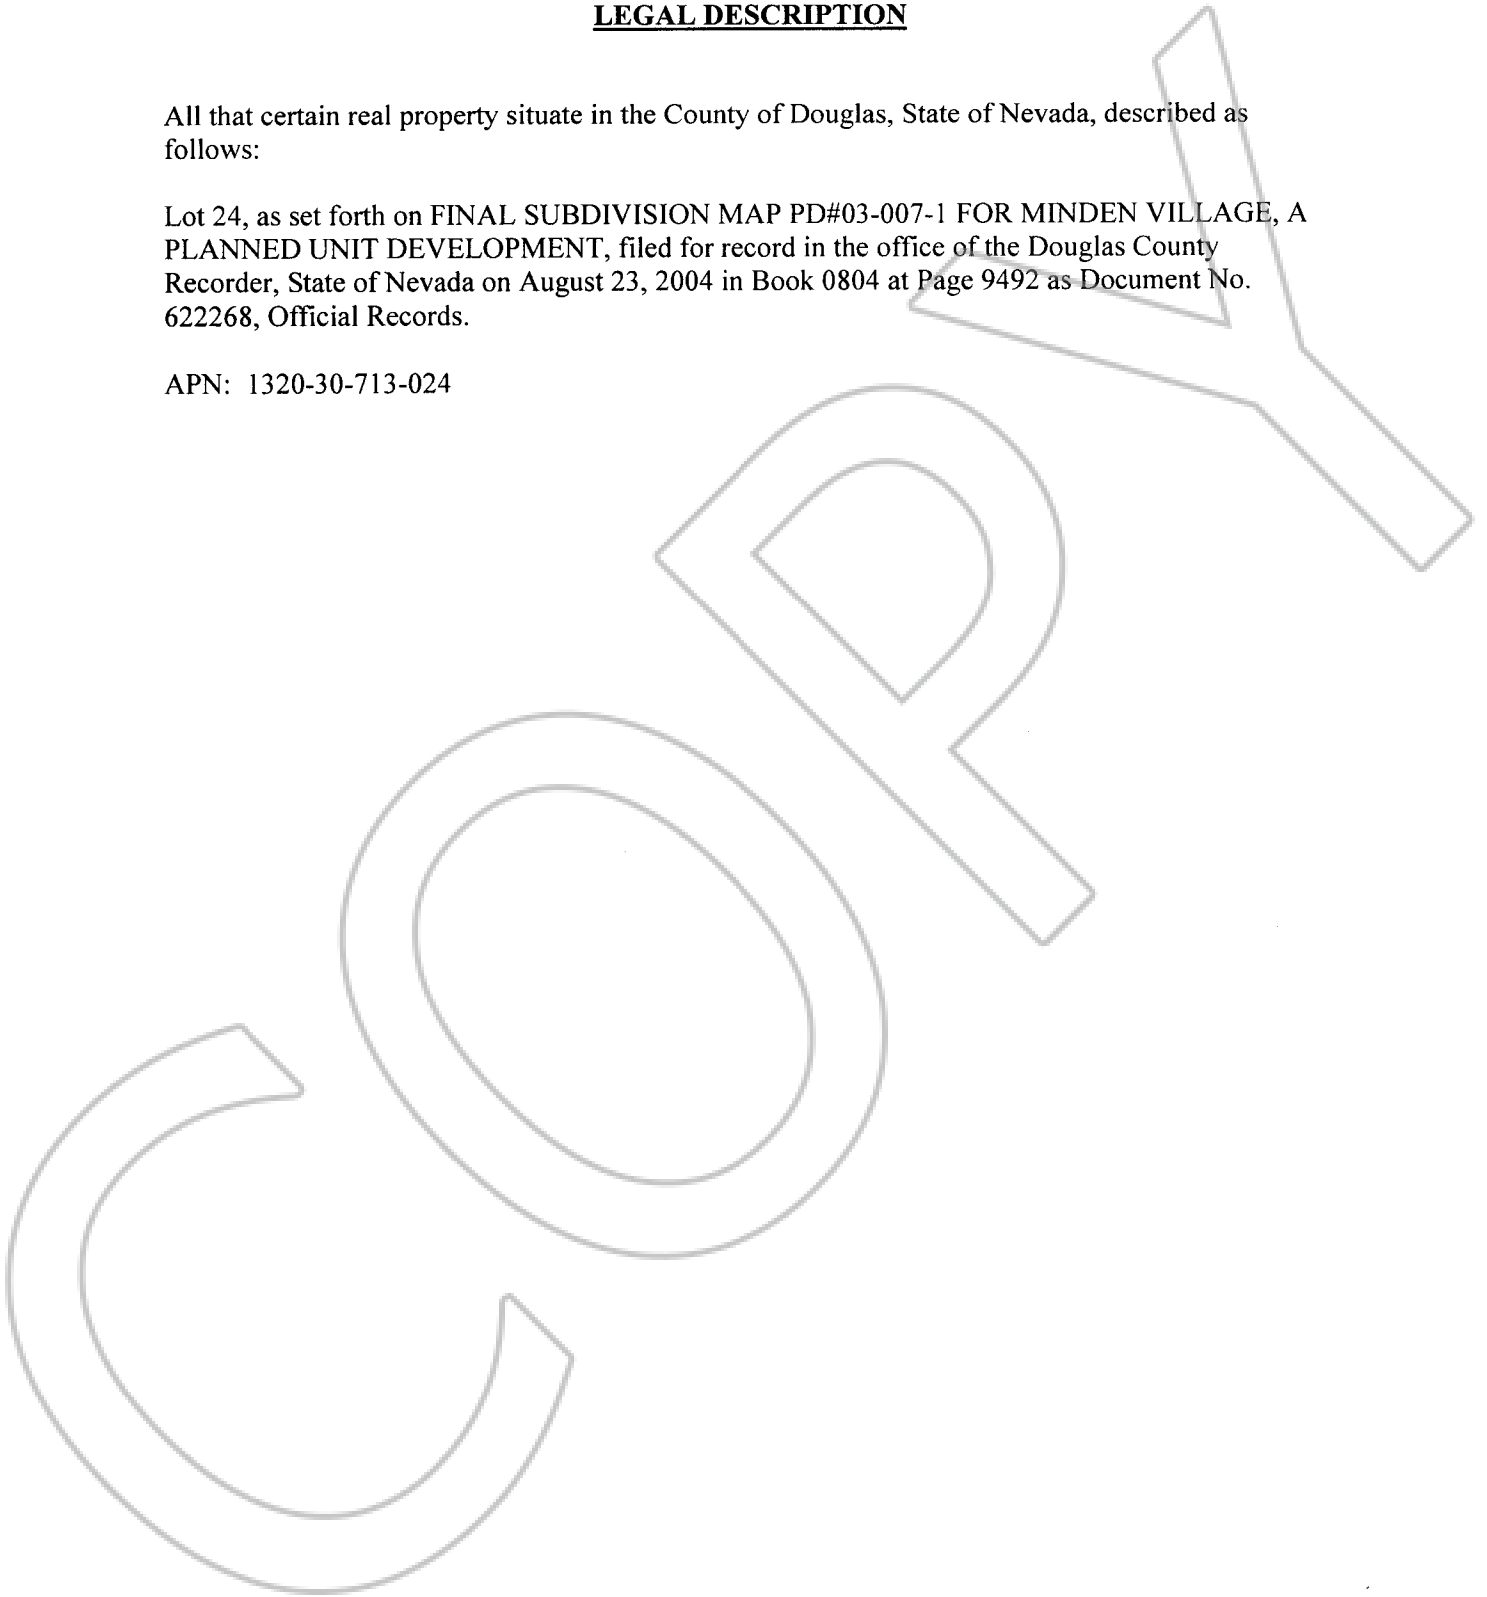 LEGAL DESCRIPTION
All that certain real property situate in the County of Douglas, State of Nevada, described as
follows:
Lot 24, as set forth on FINAL SUBDIVISION MAP PD#03-007-1 FOR MINDEN VILLAGE, A
PLANNED UNIT DEVELOPMENT, filed for record in the office of the Douglas County
Recorder, State of Nevada on August 23, 2004 in Book 0804 at Page 9492 as Document No.
622268, Official Records.
APN: 1320-30-713-024
COPY